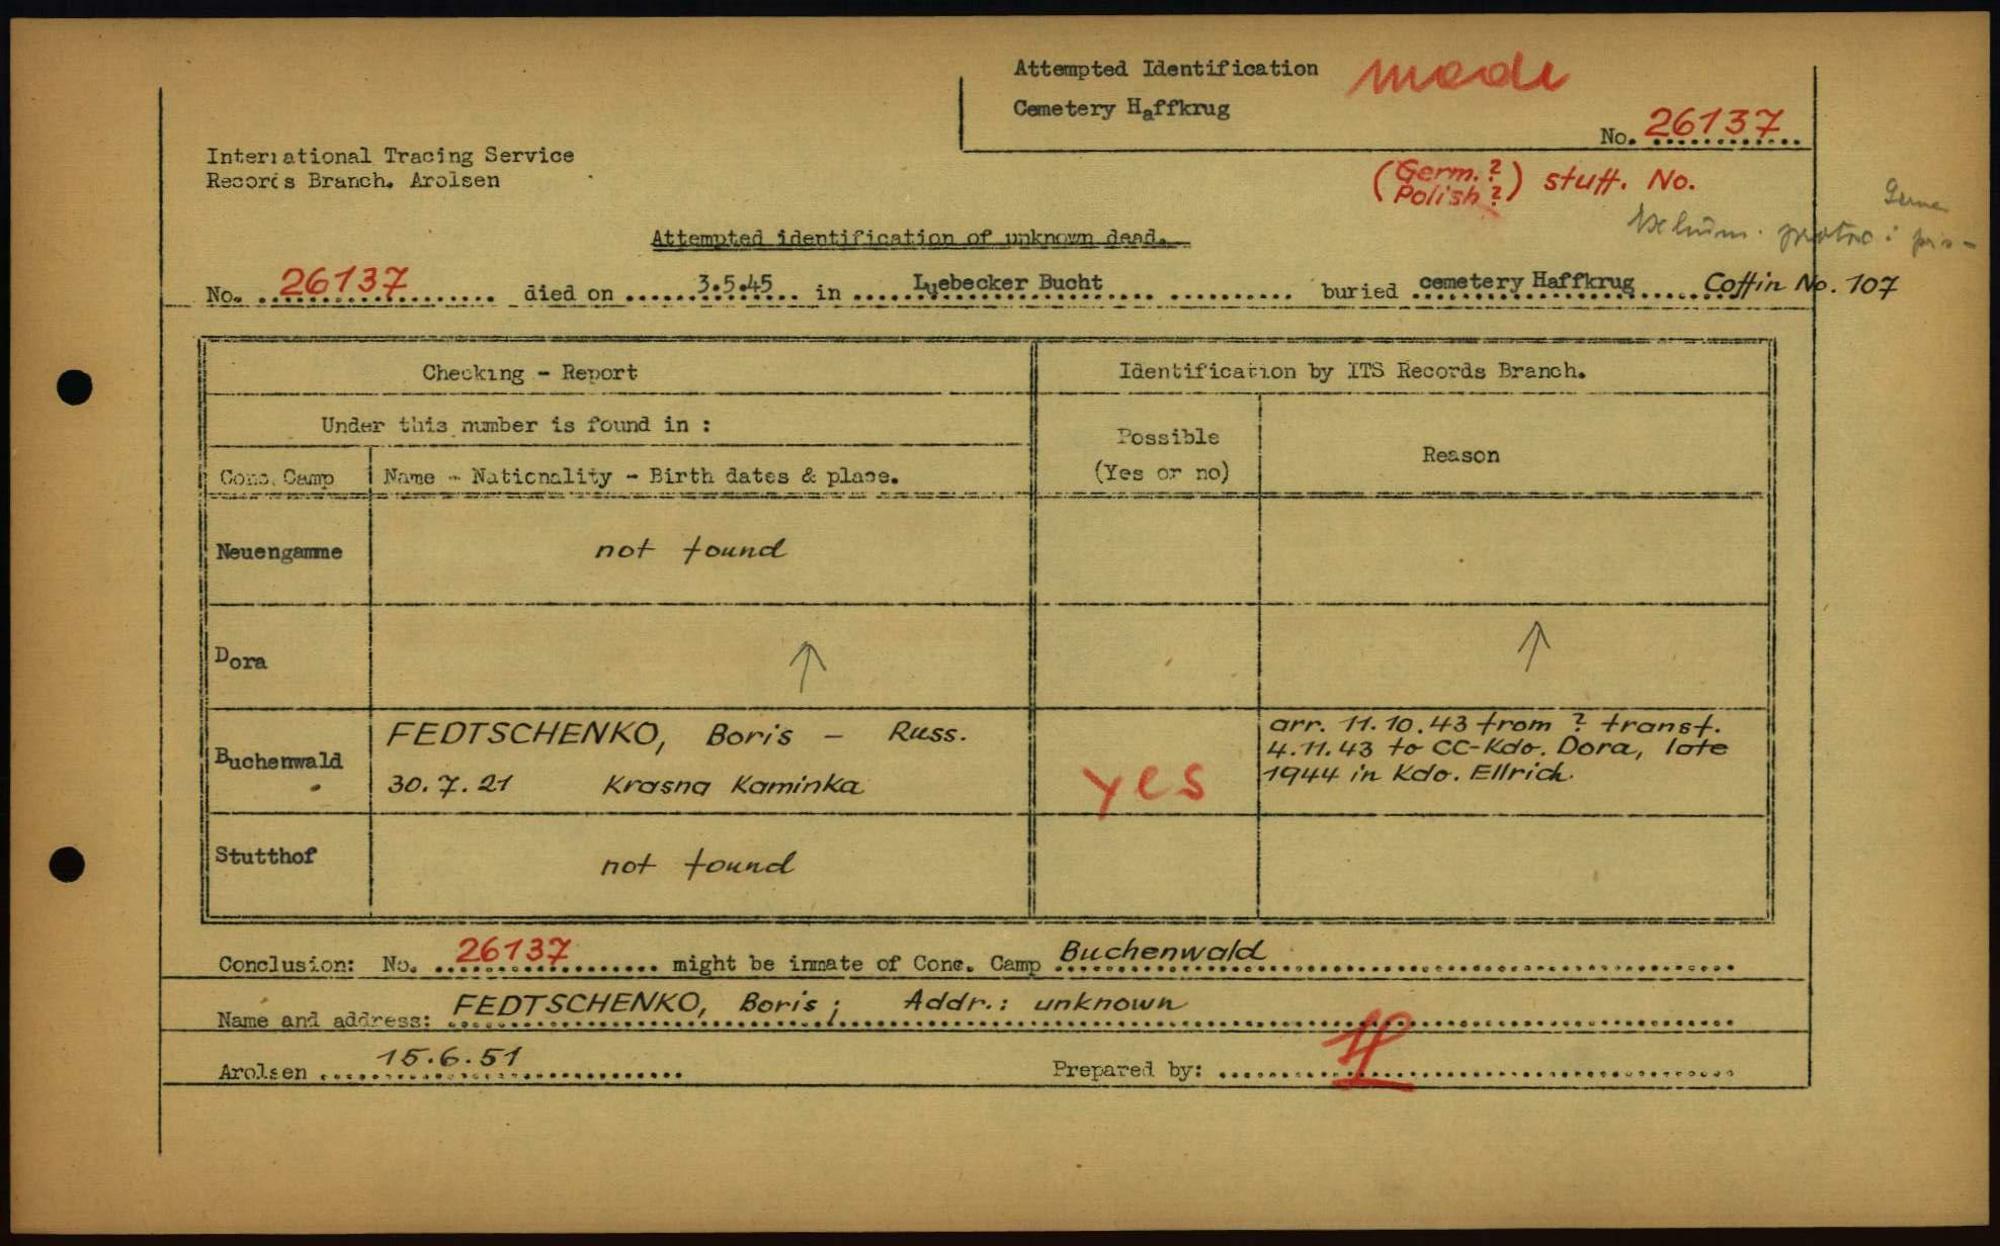 Attempted Identification made
Cemetery Haffkrug
No. 26137
International Tracing Service
Records Branch. Arolsen
(Germ.? Polish?) stutt. No.
Attempted identification of unknown dead.
No. 26137 died on 3.5.45 in Luebecker Bucht buried cemetery Haffkrug Coffin No. 107
Checking - Report
Identification by ITS Records Branch.
Under this number is found in :
Possible
(Yes or no)
Reason
Conc. Camp
Name - Nationality - Birth dates & place.
Neuengamme
not found
Dora
↑
↑
Buchenwald
FEDTSCHENKO, Boris - Russ.
30.7.21 Krasna Kaminka
yes
arr. 11.10.43 from ? transf.
4.11.43 to CC-Kdo. Dora, late
1944 in Kdo. Ellrich.
Stutthof
not found
Conclusion: No. 26137 might be inmate of Conc. Camp Buchenwald
Name and address: FEDTSCHENKO, Boris; Addr.: unknown
Arolsen 15.6.51
Prepared by: